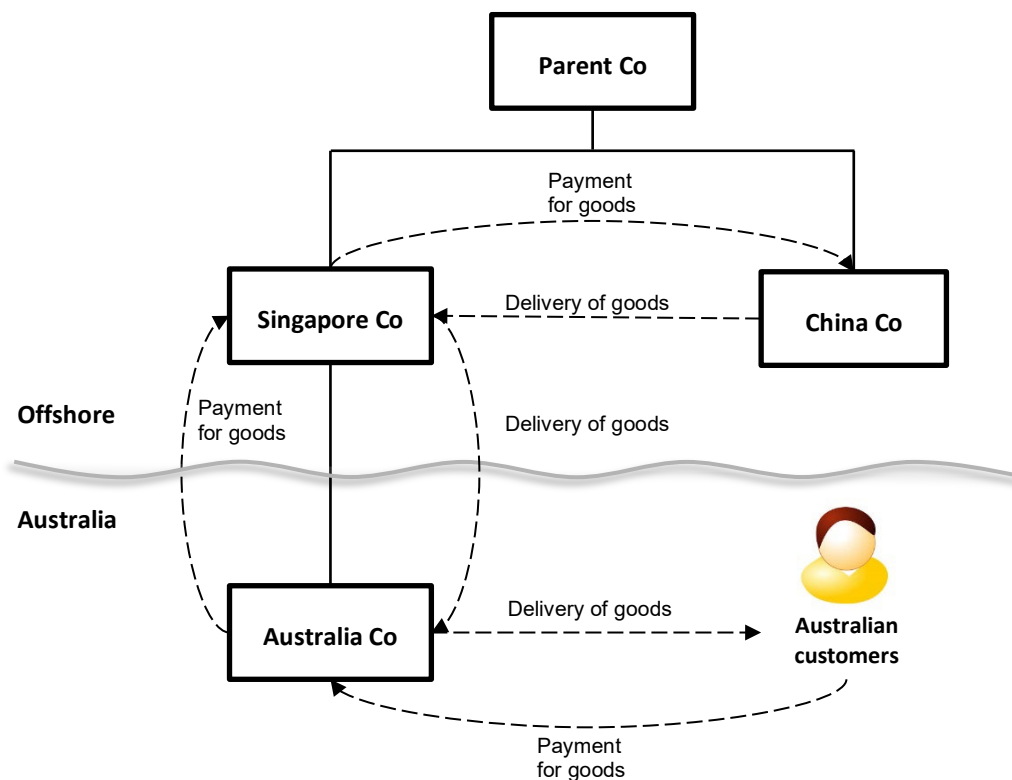 Parent Co
Payment
for goods
Delivery of goods
Singapore Co
China Co
Offshore
Payment
for goods
Delivery of goods
Australia
Delivery of goods
Australia Co
Australian
customers
Payment
for goods